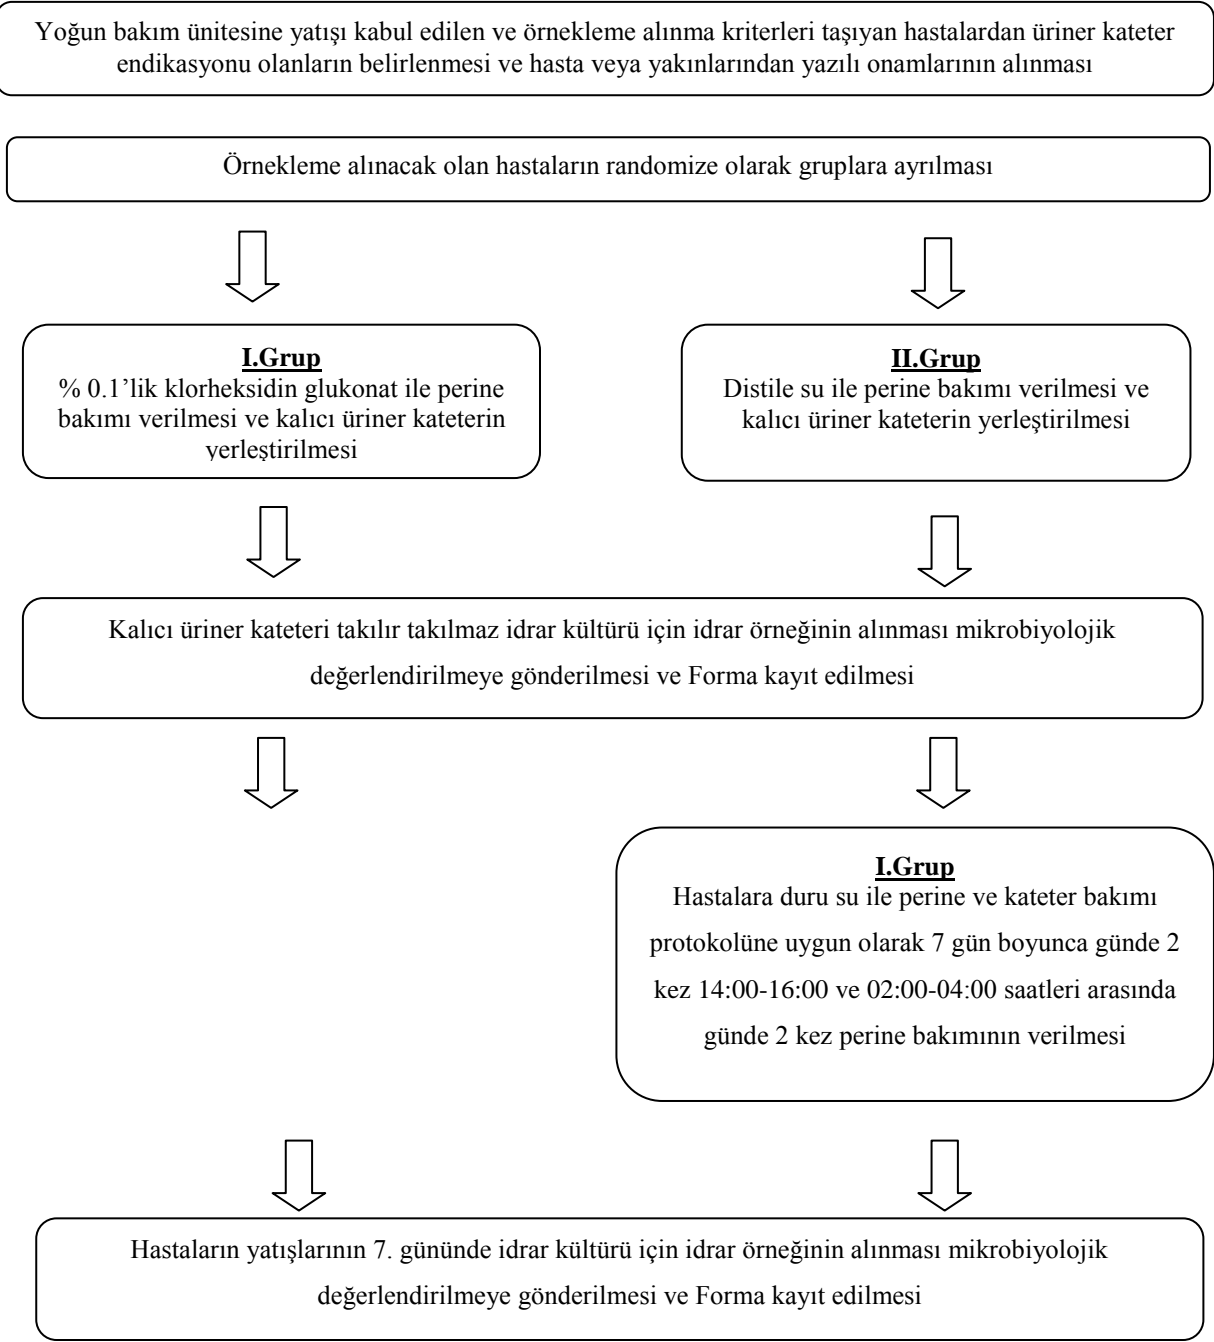 Yoğun bakım ünitesine yatışı kabul edilen ve örnekleme alınma kriterleri taşıyan hastalardan üriner kateter
endikasyonu olanların belirlenmesi ve hasta veya yakınlarından yazılı onamlarının alınması
Örnekleme alınacak olan hastaların randomize olarak gruplara ayrılması
I.Grup
% 0.1’lik klorheksidin glukonat ile perine
bakımı verilmesi ve kalıcı üriner kateterin
yerleştirilmesi
II.Grup
Distile su ile perine bakımı verilmesi ve
kalıcı üriner kateterin yerleştirilmesi
Kalıcı üriner kateteri takılır takılmaz idrar kültürü için idrar örneğinin alınması mikrobiyolojik
değerlendirilmeye gönderilmesi ve Forma kayıt edilmesi
I.Grup
Hastalara duru su ile perine ve kateter bakımı
protokolüne uygun olarak 7 gün boyunca günde 2
kez 14:00-16:00 ve 02:00-04:00 saatleri arasında
günde 2 kez perine bakımının verilmesi
Hastaların yatışlarının 7. gününde idrar kültürü için idrar örneğinin alınması mikrobiyolojik
değerlendirilmeye gönderilmesi ve Forma kayıt edilmesi